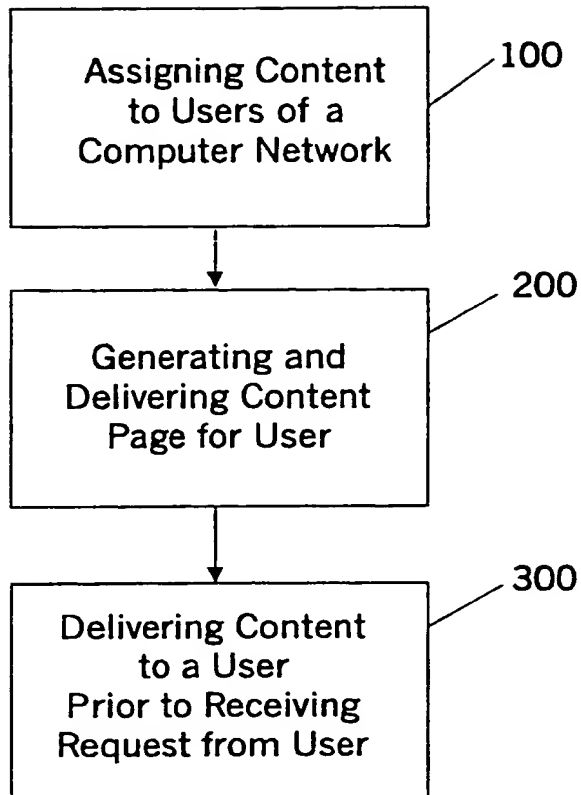 Assigning Content
to Users of a
Computer Network
100
Generating and
Delivering Content
Page for User
200
Delivering Content
to a User
Prior to Receiving
Request from User
300